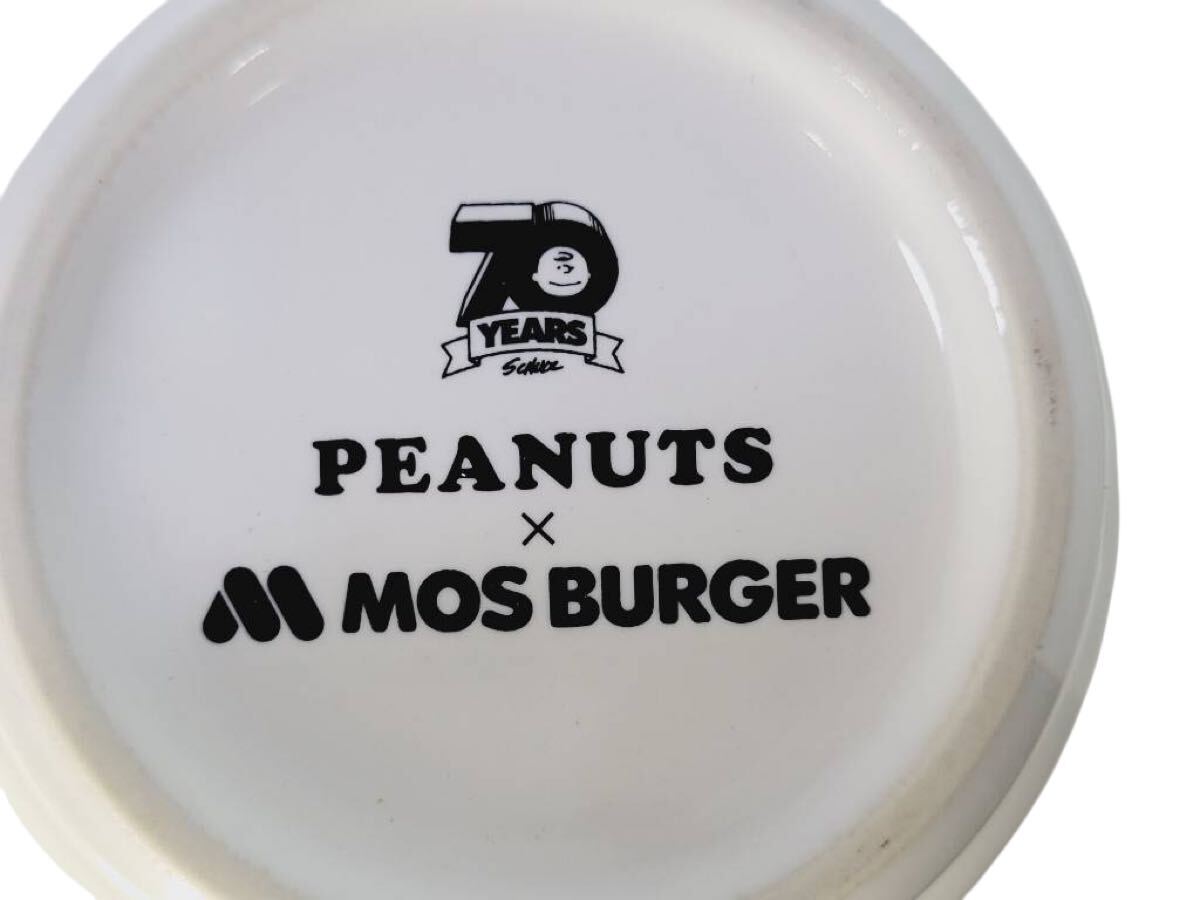 70
YEARS
SCHULZ
PEANUTS
×
MOS BURGER